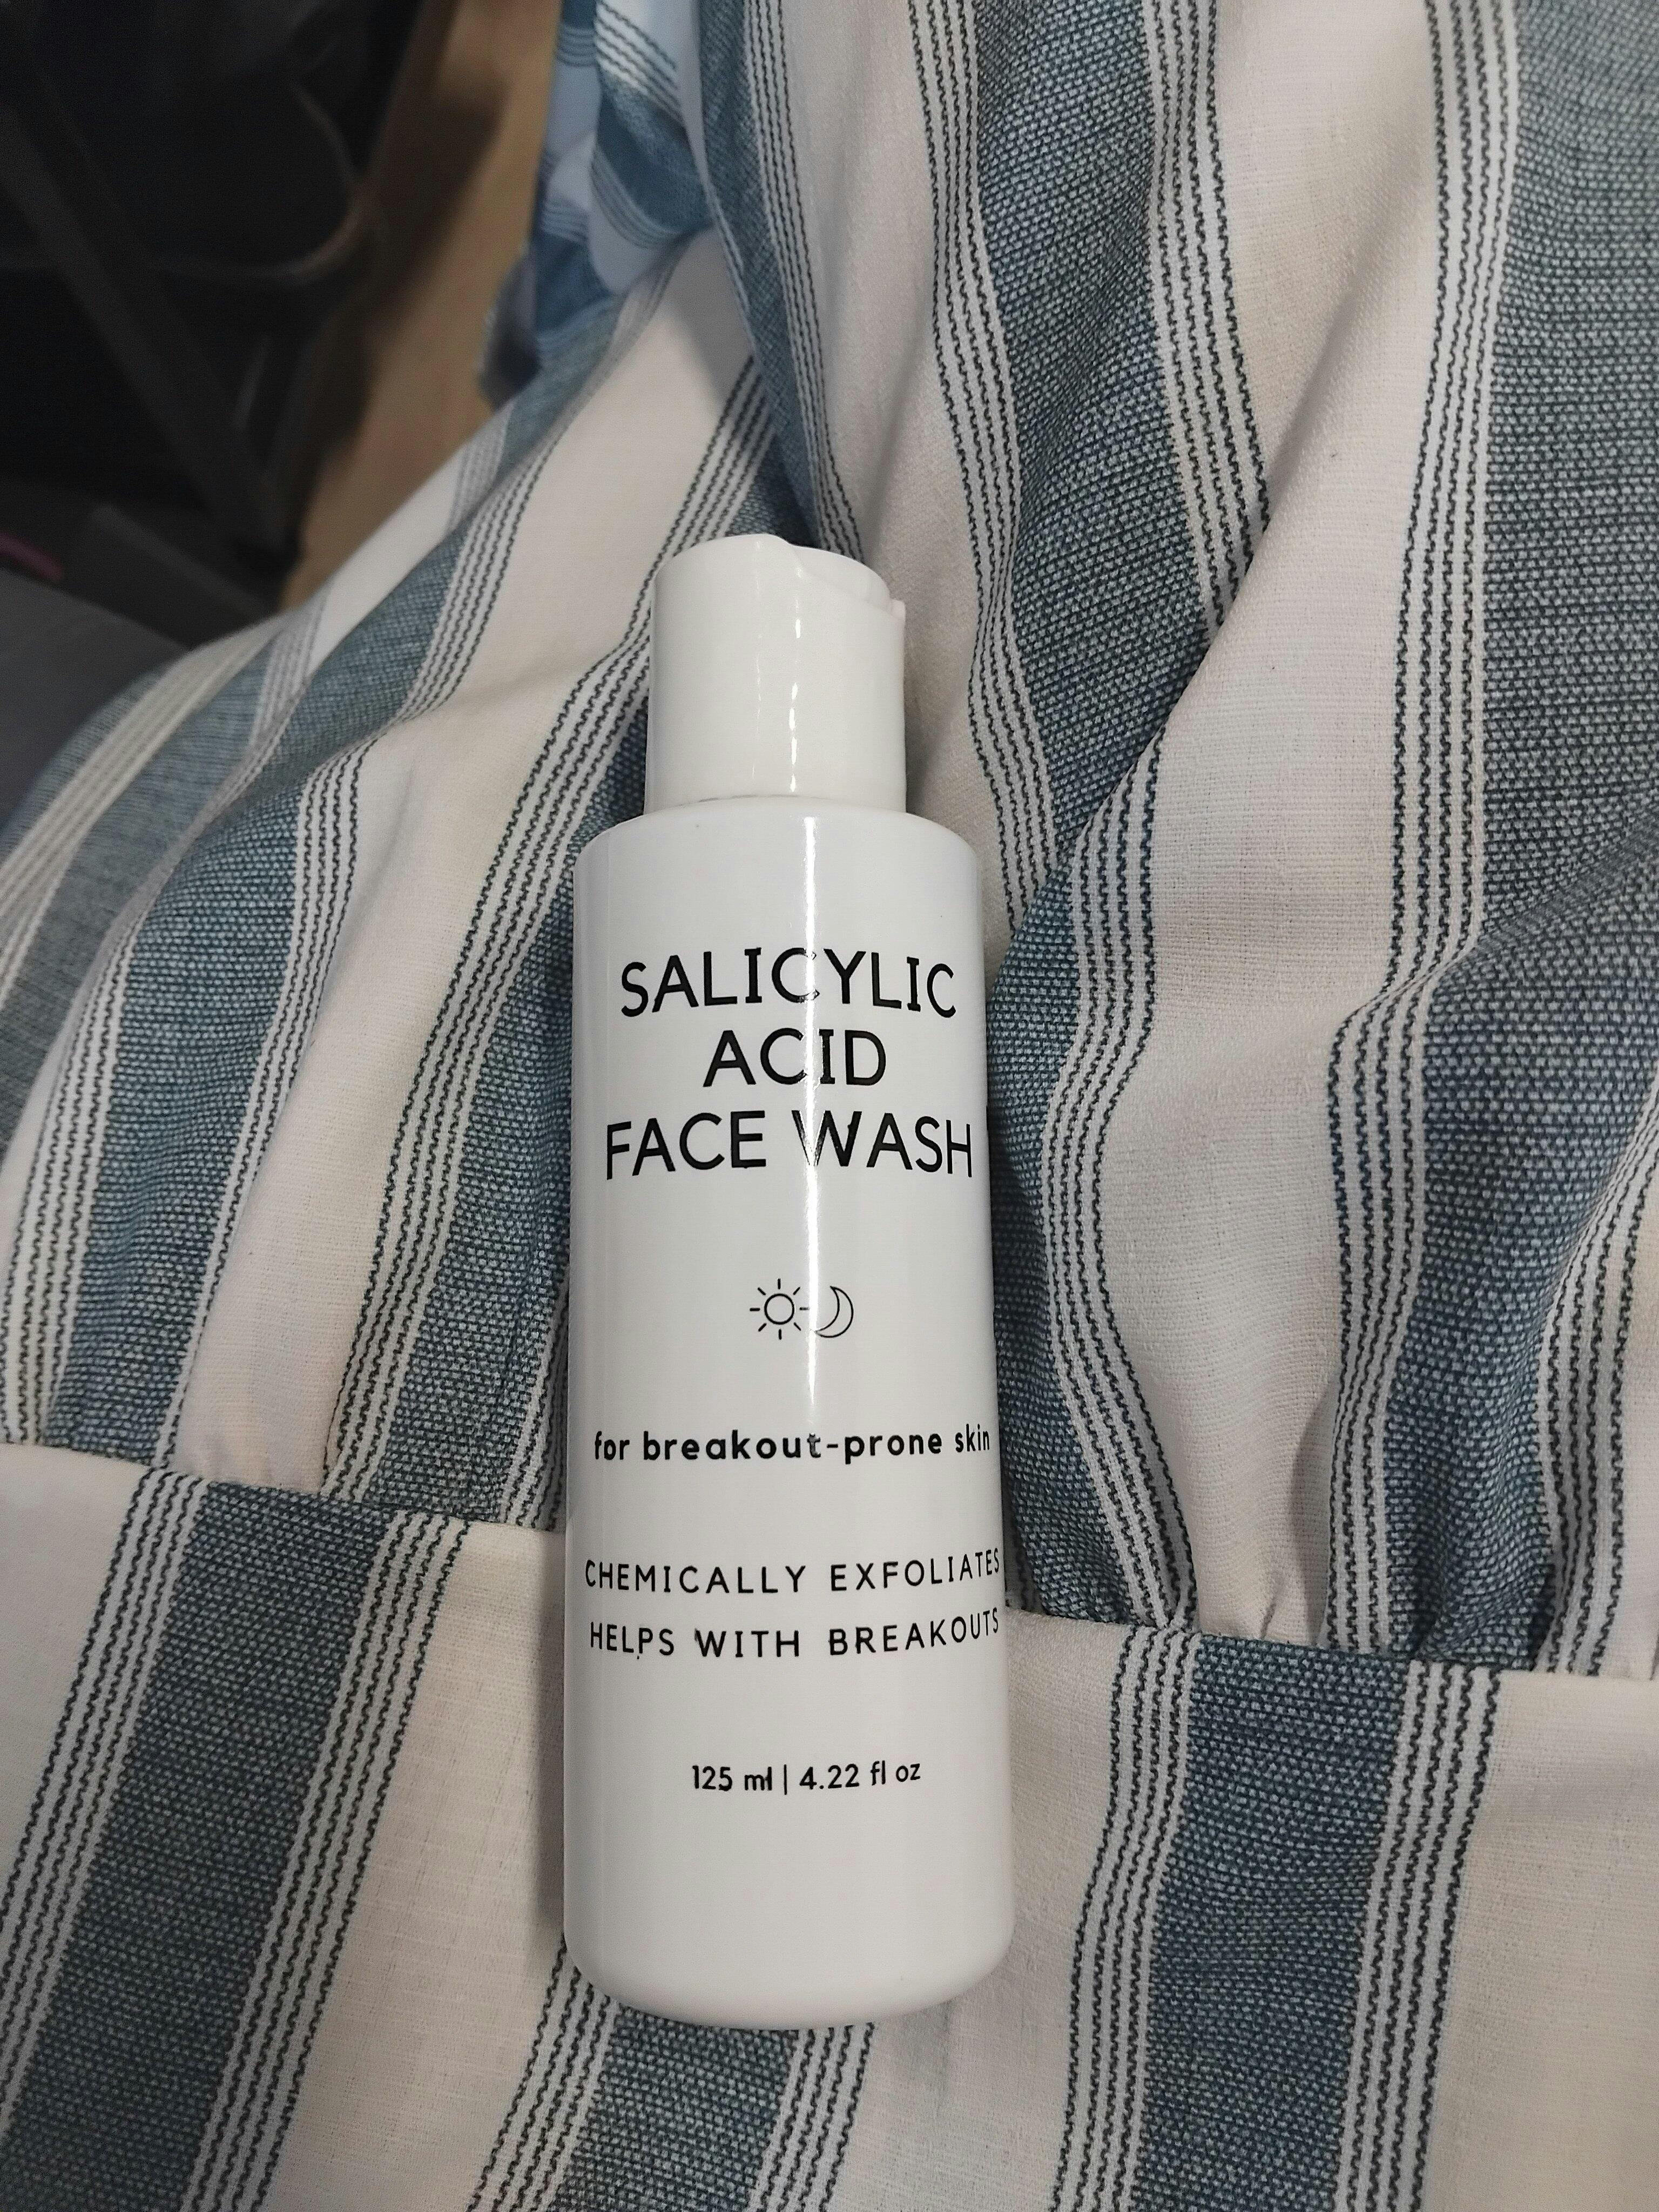 SALICYLIC
ACID
FACE WASH
for breakout-prone skin
CHEMICALLY EXFOLIATES
HELPS WITH BREAKOUTS
125 ml | 4.22 fl oz